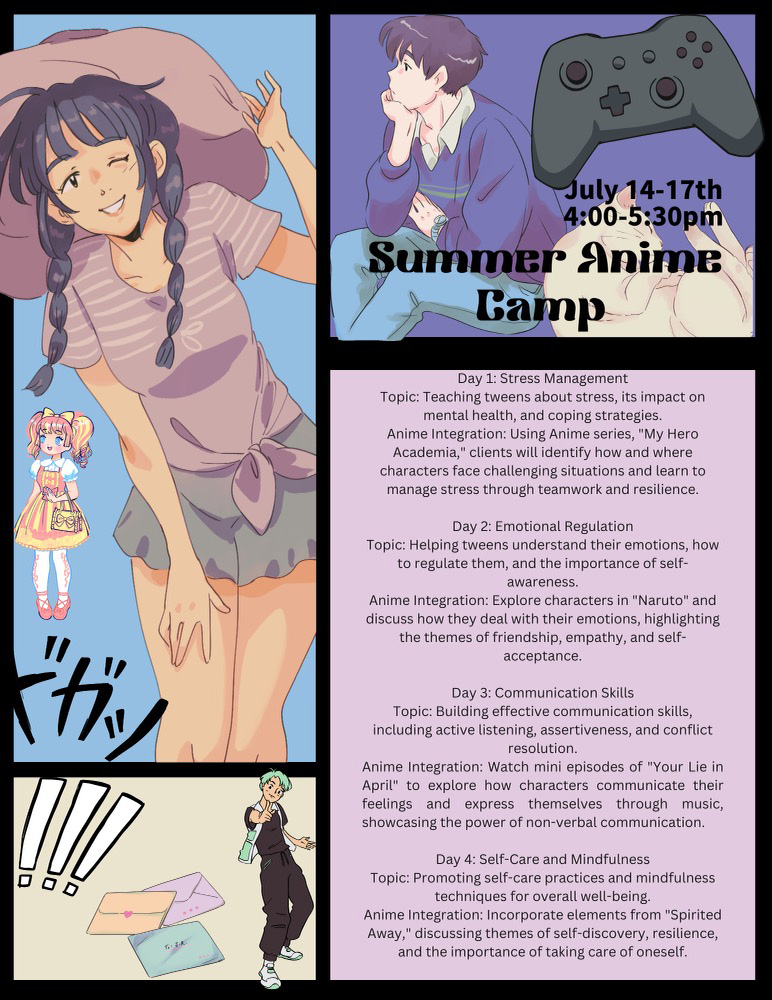 July 14-17th
4:00-5:30pm
Summer Anime
Camp
Day 1: Stress Management
Topic: Teaching tweens about stress, its impact on
mental health, and coping strategies.
Anime Integration: Using Anime series, "My Hero
Academia," clients will identify how and where
characters face challenging situations and learn to
manage stress through teamwork and resilience.
Day 2: Emotional Regulation
Topic: Helping tweens understand their emotions, how
to regulate them, and the importance of self-
awareness.
Anime Integration: Explore characters in "Naruto" and
discuss how they deal with their emotions, highlighting
the themes of friendship, empathy, and self-
acceptance.
Day 3: Communication Skills
Topic: Building effective communication skills,
including active listening, assertiveness, and conflict
resolution.
Anime Integration: Watch mini episodes of "Your Lie in
April" to explore how characters communicate their
feelings and express themselves through music,
showcasing the power of non-verbal communication.
Day 4: Self-Care and Mindfulness
Topic: Promoting self-care practices and mindfulness
techniques for overall well-being.
Anime Integration: Incorporate elements from "Spirited
Away," discussing themes of self-discovery, resilience,
and the importance of taking care of oneself.
ガッ
!!!